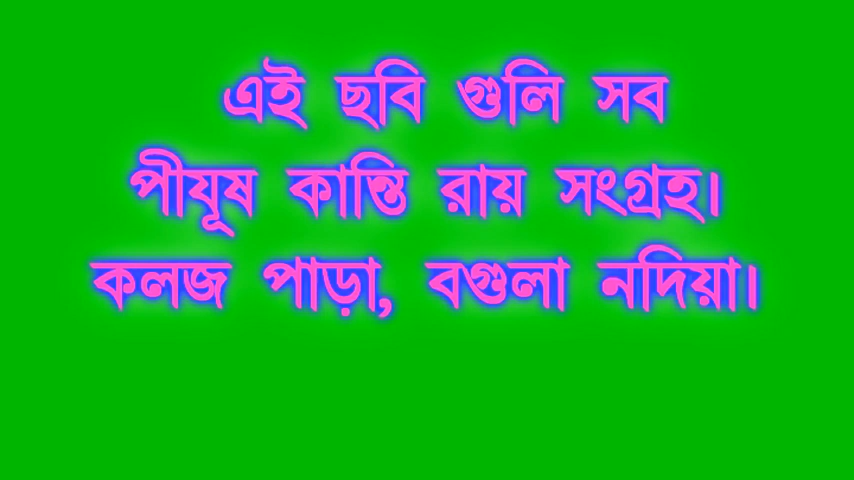 এই ছবি গুলি সব
পীযূষ কান্তি রায় সংগ্রহ।
কলজ পাড়া, বগুলা নদিয়া।